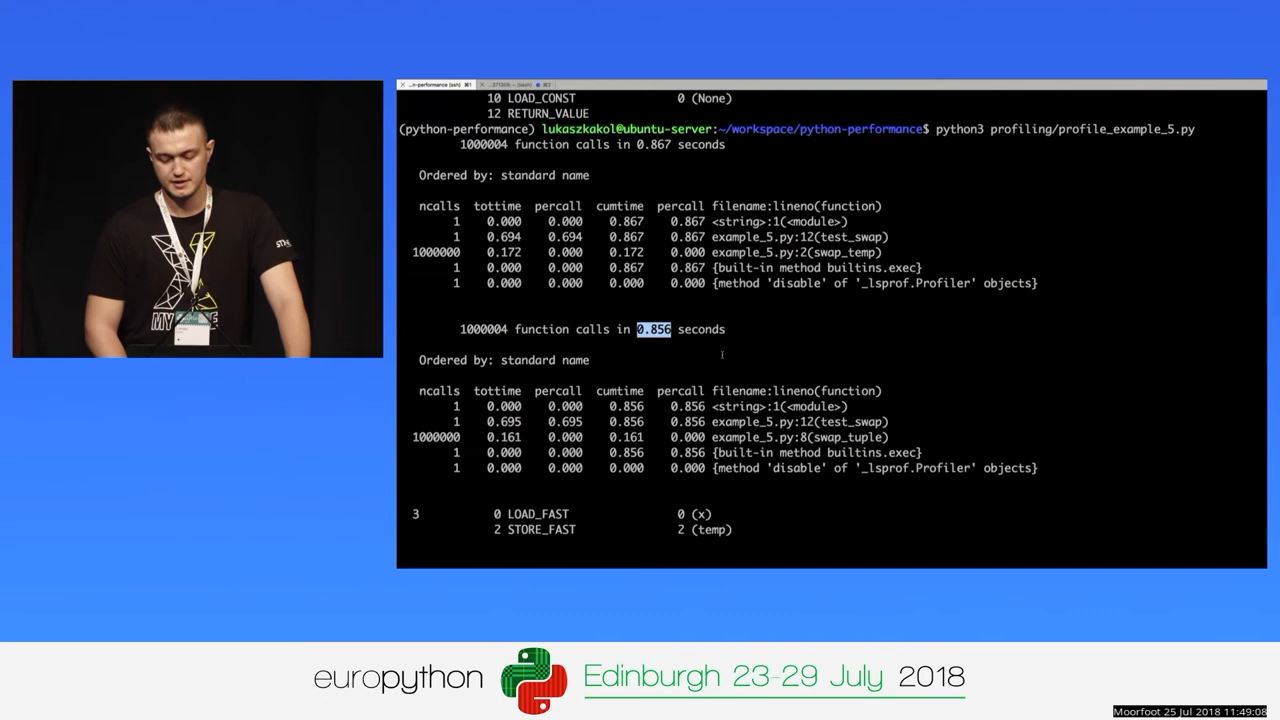 10 LOAD_CONST 0 (None)
12 RETURN_VALUE
(python-performance) lukaszkakol@ubuntu-server:~/workspace/python-performance$ python3 profiling/profile_example_5.py
1000004 function calls in 0.867 seconds
Ordered by: standard name
ncalls tottime percall cumtime percall filename:lineno(function)
1 0.000 0.000 0.867 0.867 <string>:1(<module>)
1 0.694 0.694 0.867 0.867 example_5.py:12(test_swap)
1000000 0.172 0.000 0.172 0.000 example_5.py:2(swap_temp)
1 0.000 0.000 0.867 0.867 {built-in method builtins.exec}
1 0.000 0.000 0.000 0.000 {method 'disable' of '_lsprof.Profiler' objects}
1000004 function calls in 0.856 seconds
Ordered by: standard name
ncalls tottime percall cumtime percall filename:lineno(function)
1 0.000 0.000 0.856 0.856 <string>:1(<module>)
1 0.695 0.695 0.856 0.856 example_5.py:12(test_swap)
1000000 0.161 0.000 0.161 0.000 example_5.py:8(swap_tuple)
1 0.000 0.000 0.856 0.856 {built-in method builtins.exec}
1 0.000 0.000 0.000 0.000 {method 'disable' of '_lsprof.Profiler' objects}
3 0 LOAD_FAST 0 (x)
2 STORE_FAST 2 (temp)
europython Edinburgh 23-29 July 2018
Moorfoot 25 Jul 2018 11:49:08